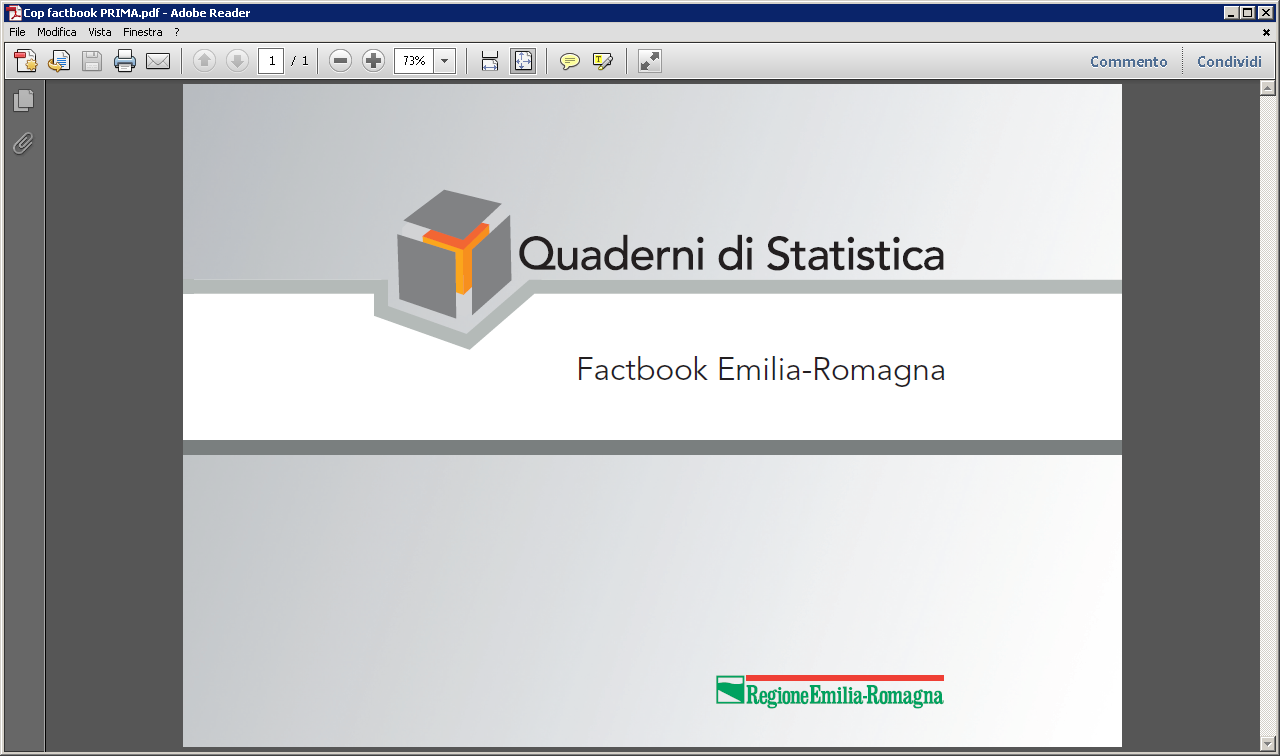 Cop factbook PRIMA.pdf - Adobe Reader
File Modifica Vista Finestra ?
1 / 1 73% Commento Condividi
Quaderni di Statistica
Factbook Emilia-Romagna
RegioneEmilia-Romagna